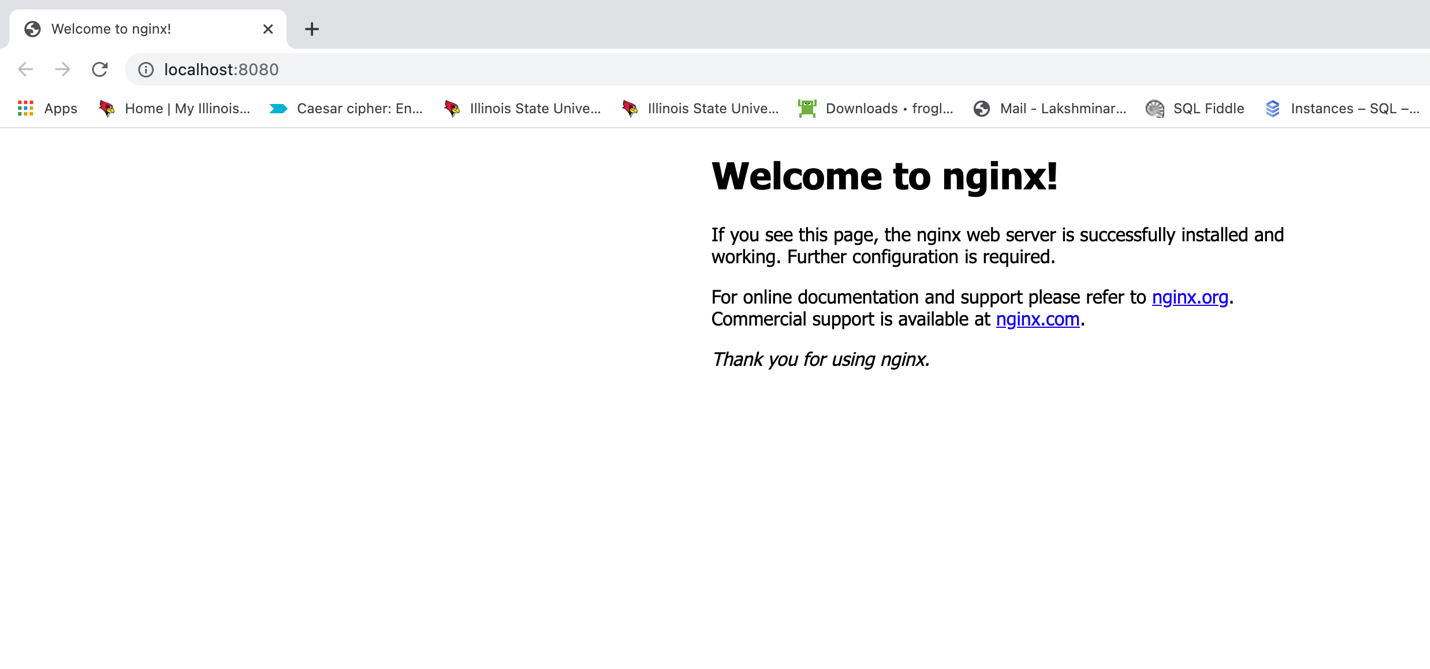 Welcome to nginx!
localhost:8080
Apps Home | My Illinois... Caesar cipher: En... Illinois State Unive... Illinois State Unive... Downloads • frogl... Mail - Lakshminar... SQL Fiddle Instances – SQL –...
Welcome to nginx!
If you see this page, the nginx web server is successfully installed and
working. Further configuration is required.
For online documentation and support please refer to nginx.org.
Commercial support is available at nginx.com.
Thank you for using nginx.